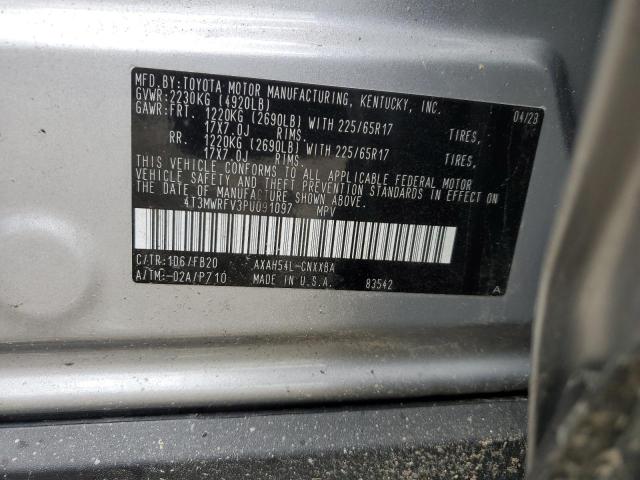 MFD.BY:TOYOTA MOTOR MANUFACTURING, KENTUCKY, INC.
GVWR:2230KG (4920LB) 04/23
GAWR:FRT. 1220KG (2690LB) WITH 225/65R17 TIRES,
17X7.0J RIMS
RR. 1220KG (2690LB) WITH 225/65R17 TIRES,
17X7.0J RIMS
THIS VEHICLE CONFORMS TO ALL APPLICABLE FEDERAL MOTOR
VEHICLE SAFETY AND THEFT PREVENTION STANDARDS IN EFFECT ON
THE DATE OF MANUFACTURE SHOWN ABOVE.
4T3MWRFV3PU091097 MPV
C/TR:1D6/FB20 AXAH54L-CNXXBA
A/TM:-02A/P710 MADE IN U.S.A. 83542 A